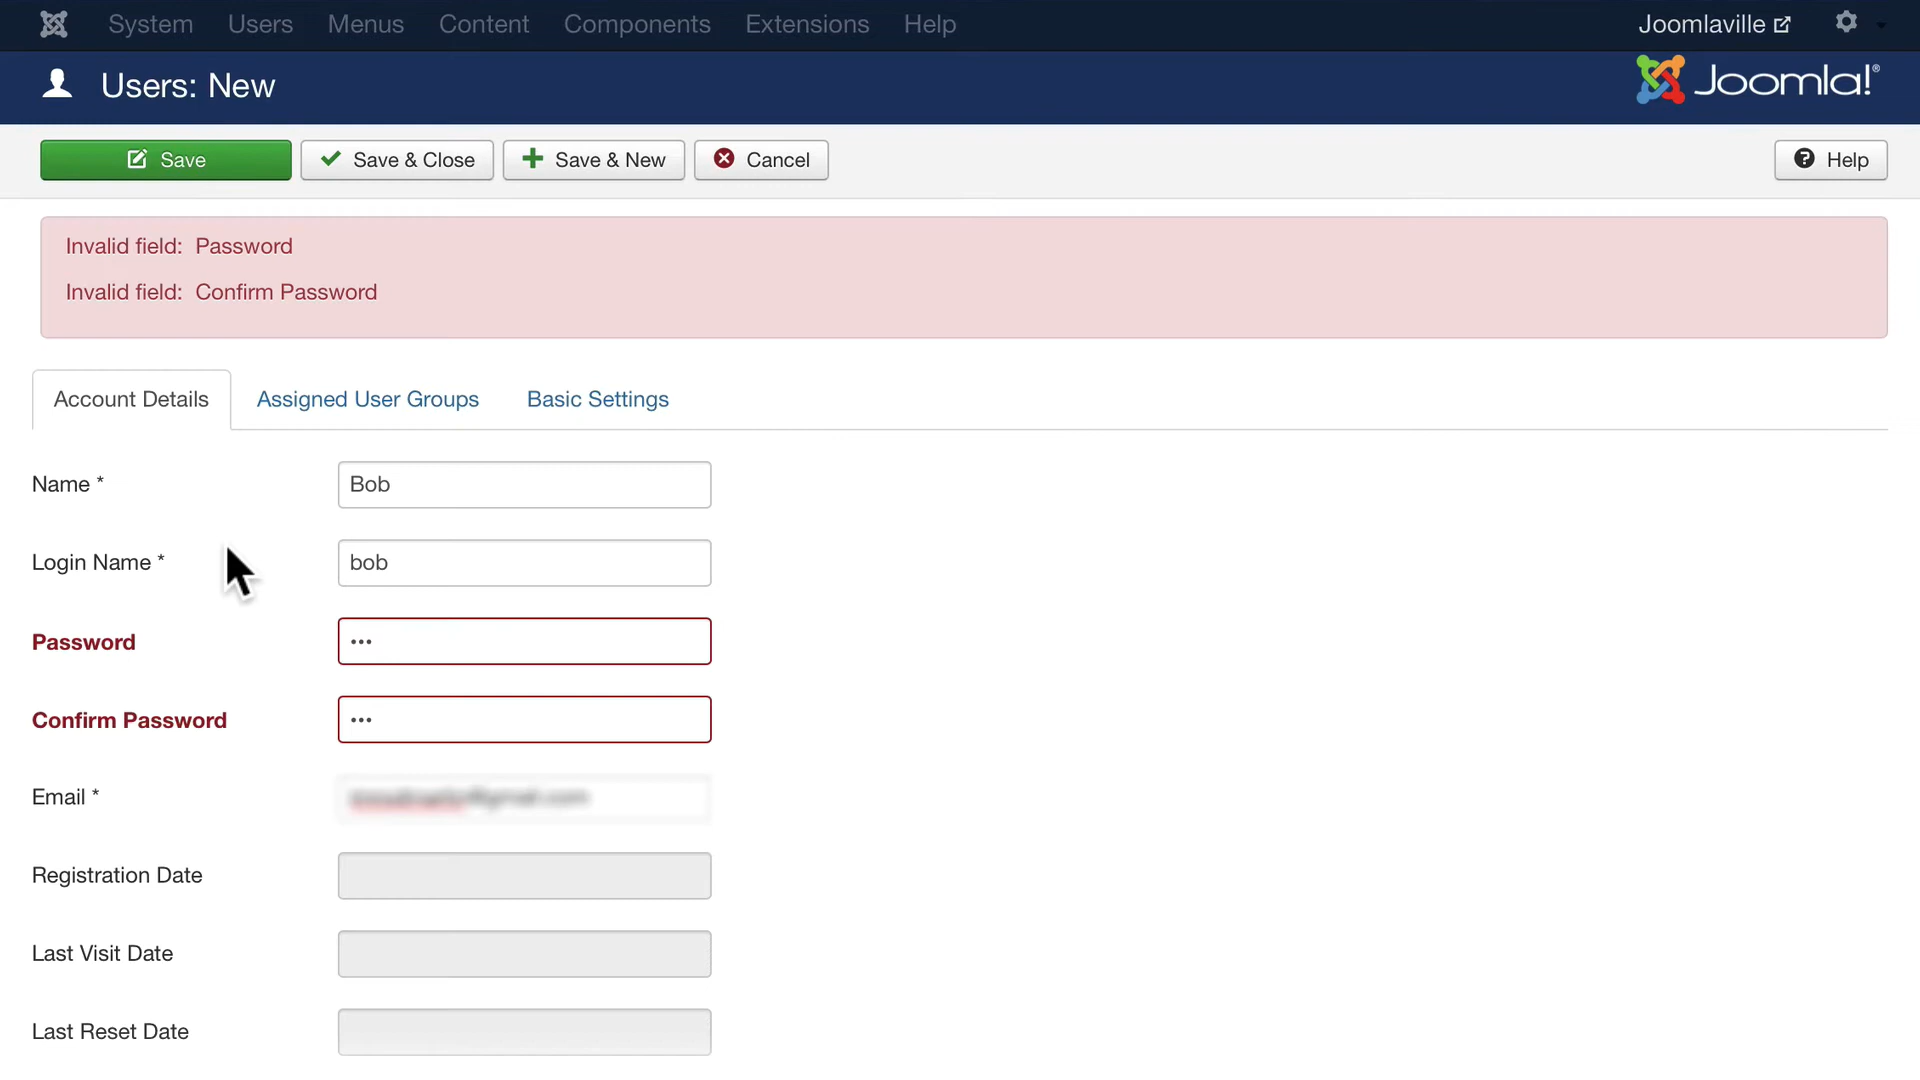 System Users Menus Content Components Extensions Help Joomlaville
Users: New Joomla!®
Save Save & Close Save & New Cancel Help
Invalid field: Password
Invalid field: Confirm Password
Account Details Assigned User Groups Basic Settings
Name * Bob
Login Name * bob
Password •••
Confirm Password •••
Email *
Registration Date
Last Visit Date
Last Reset Date